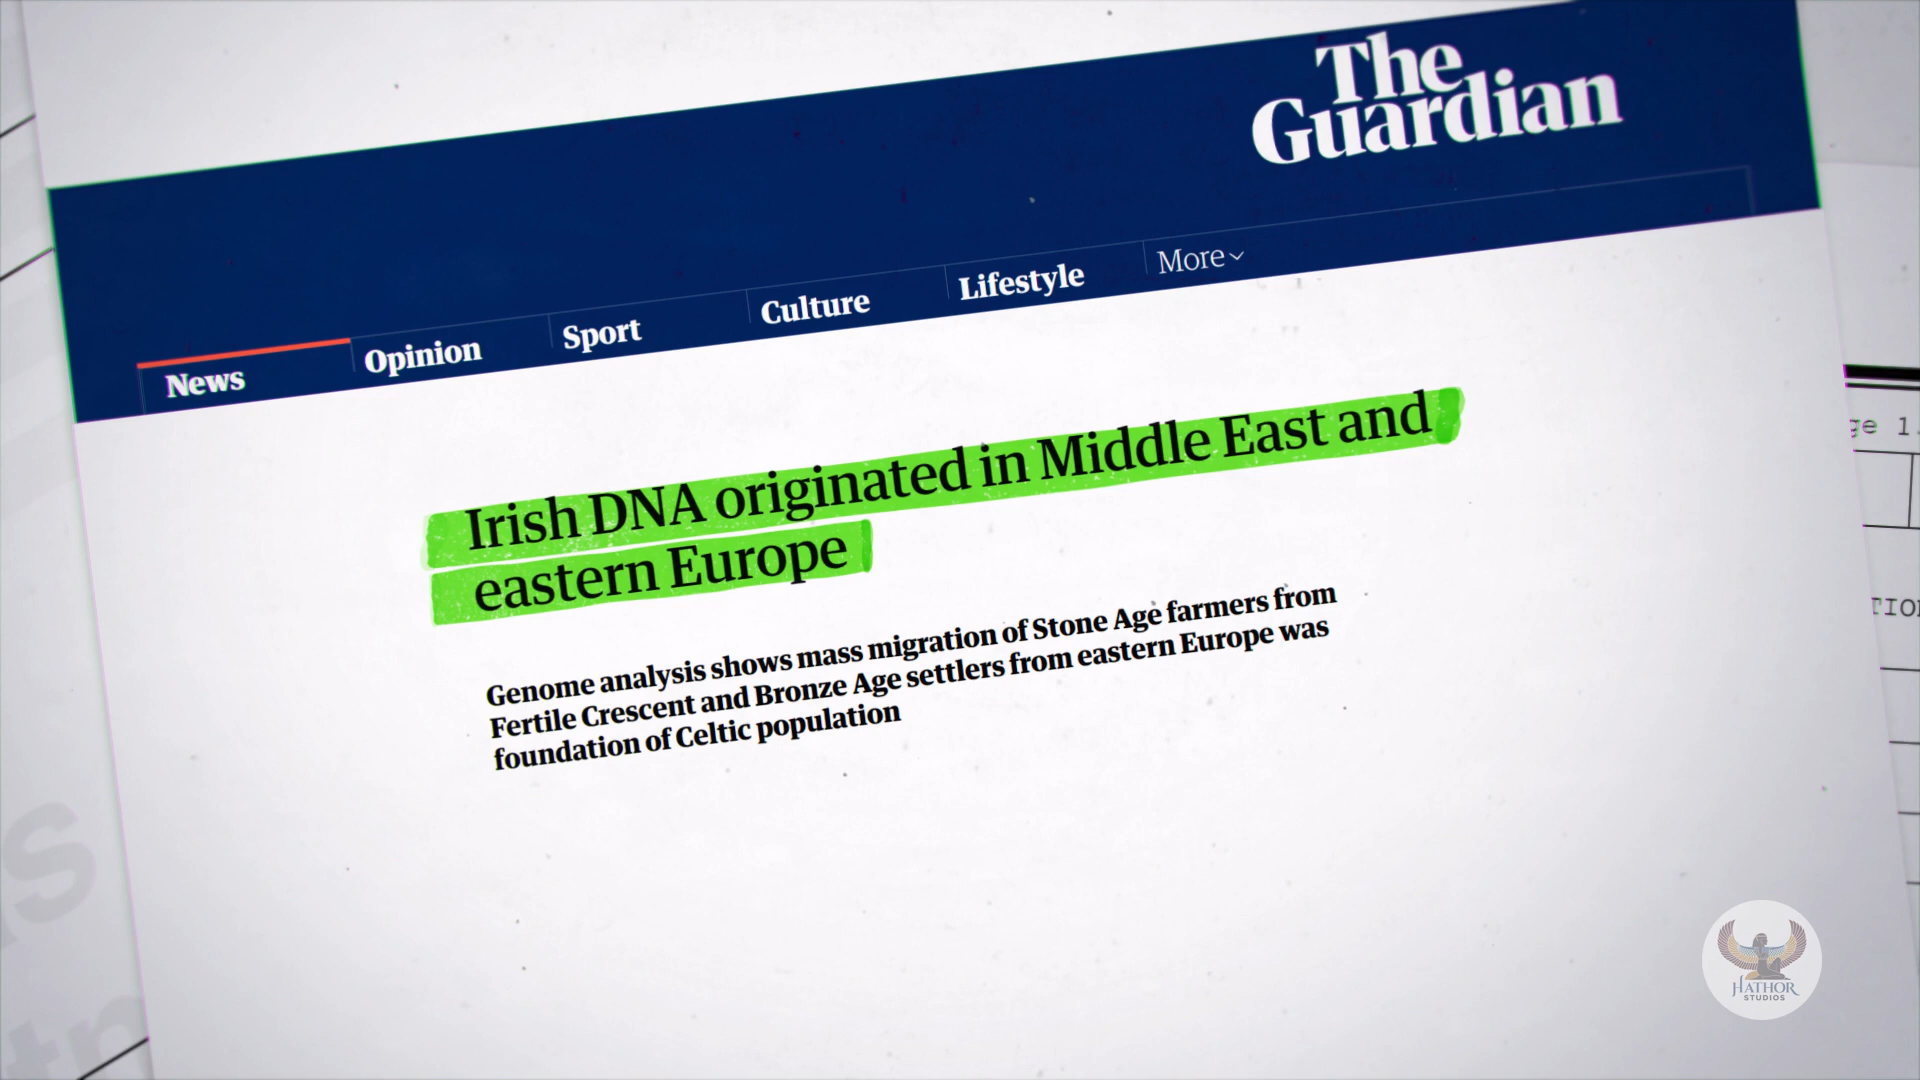 The
Guardian
News
Opinion
Sport
Culture
Lifestyle
More
Irish DNA originated in Middle East and
eastern Europe
Genome analysis shows mass migration of Stone Age farmers from
Fertile Crescent and Bronze Age settlers from eastern Europe was
foundation of Celtic population
HATHOR
STUDIOS